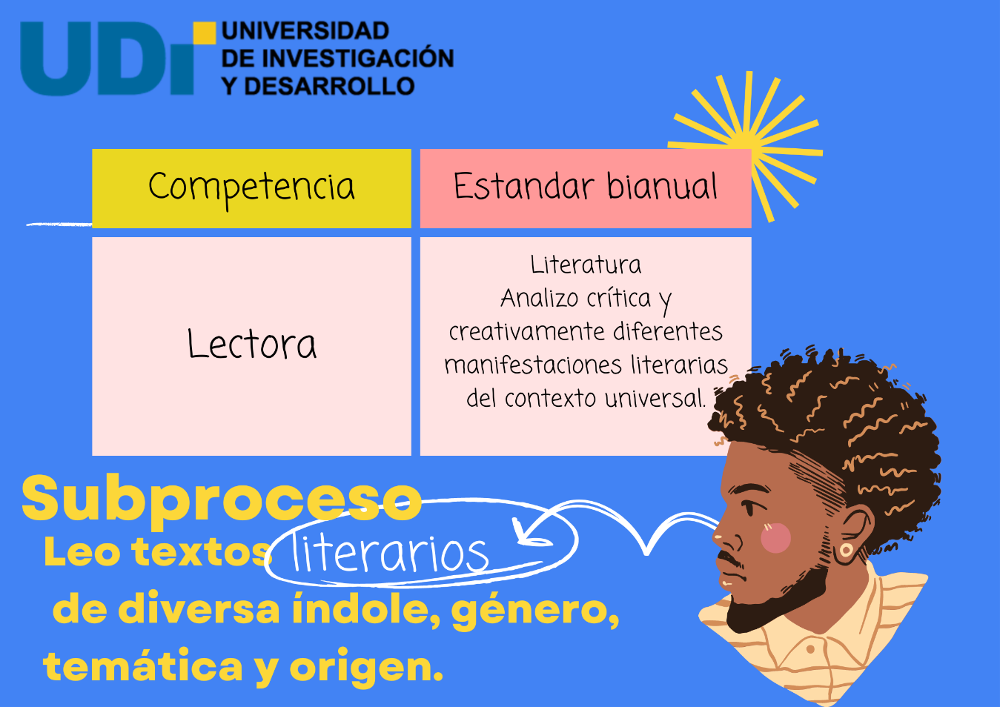 UDi
UNIVERSIDAD
DE INVESTIGACIÓN
Y DESARROLLO
Competencia
Estandar bianual
Lectora
Literatura
Analizo crítica y
creativamente diferentes
manifestaciones literarias
del contexto universal.
Subproceso
Leo textos literarios
de diversa índole, género,
temática y origen.